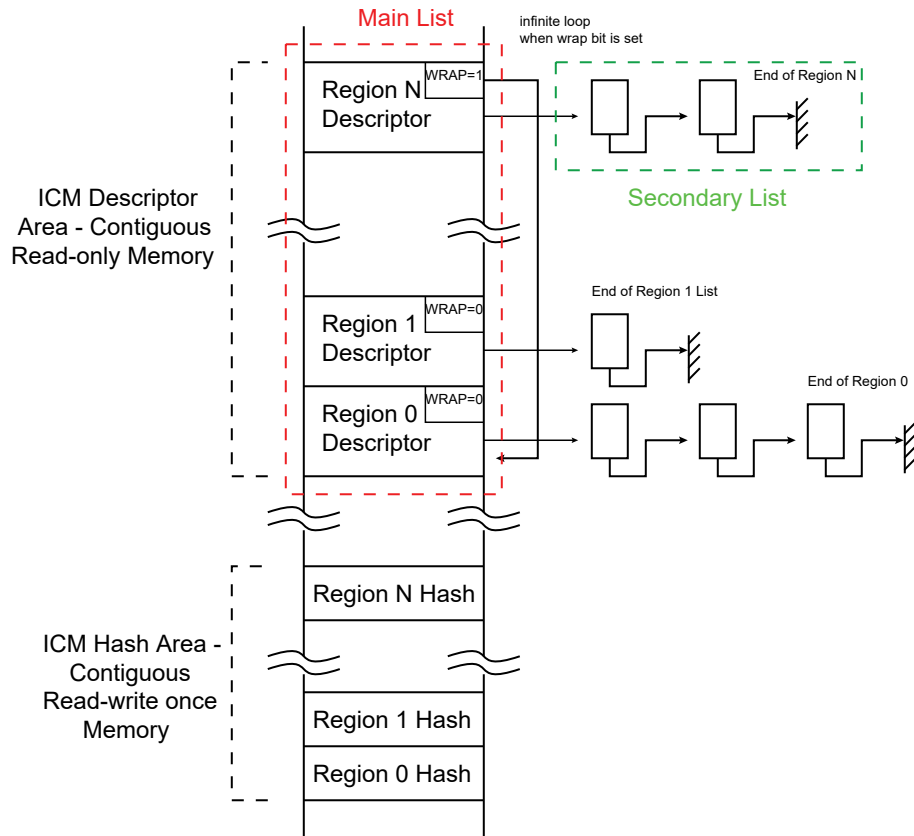 Main List
infinite loop
when wrap bit is set
WRAP=1
Region N
Descriptor
End of Region N
Secondary List
ICM Descriptor
Area - Contiguous
Read-only Memory
WRAP=0
Region 1
Descriptor
End of Region 1 List
WRAP=0
Region 0
Descriptor
End of Region 0
Region N Hash
ICM Hash Area -
Contiguous
Read-write once
Memory
Region 1 Hash
Region 0 Hash